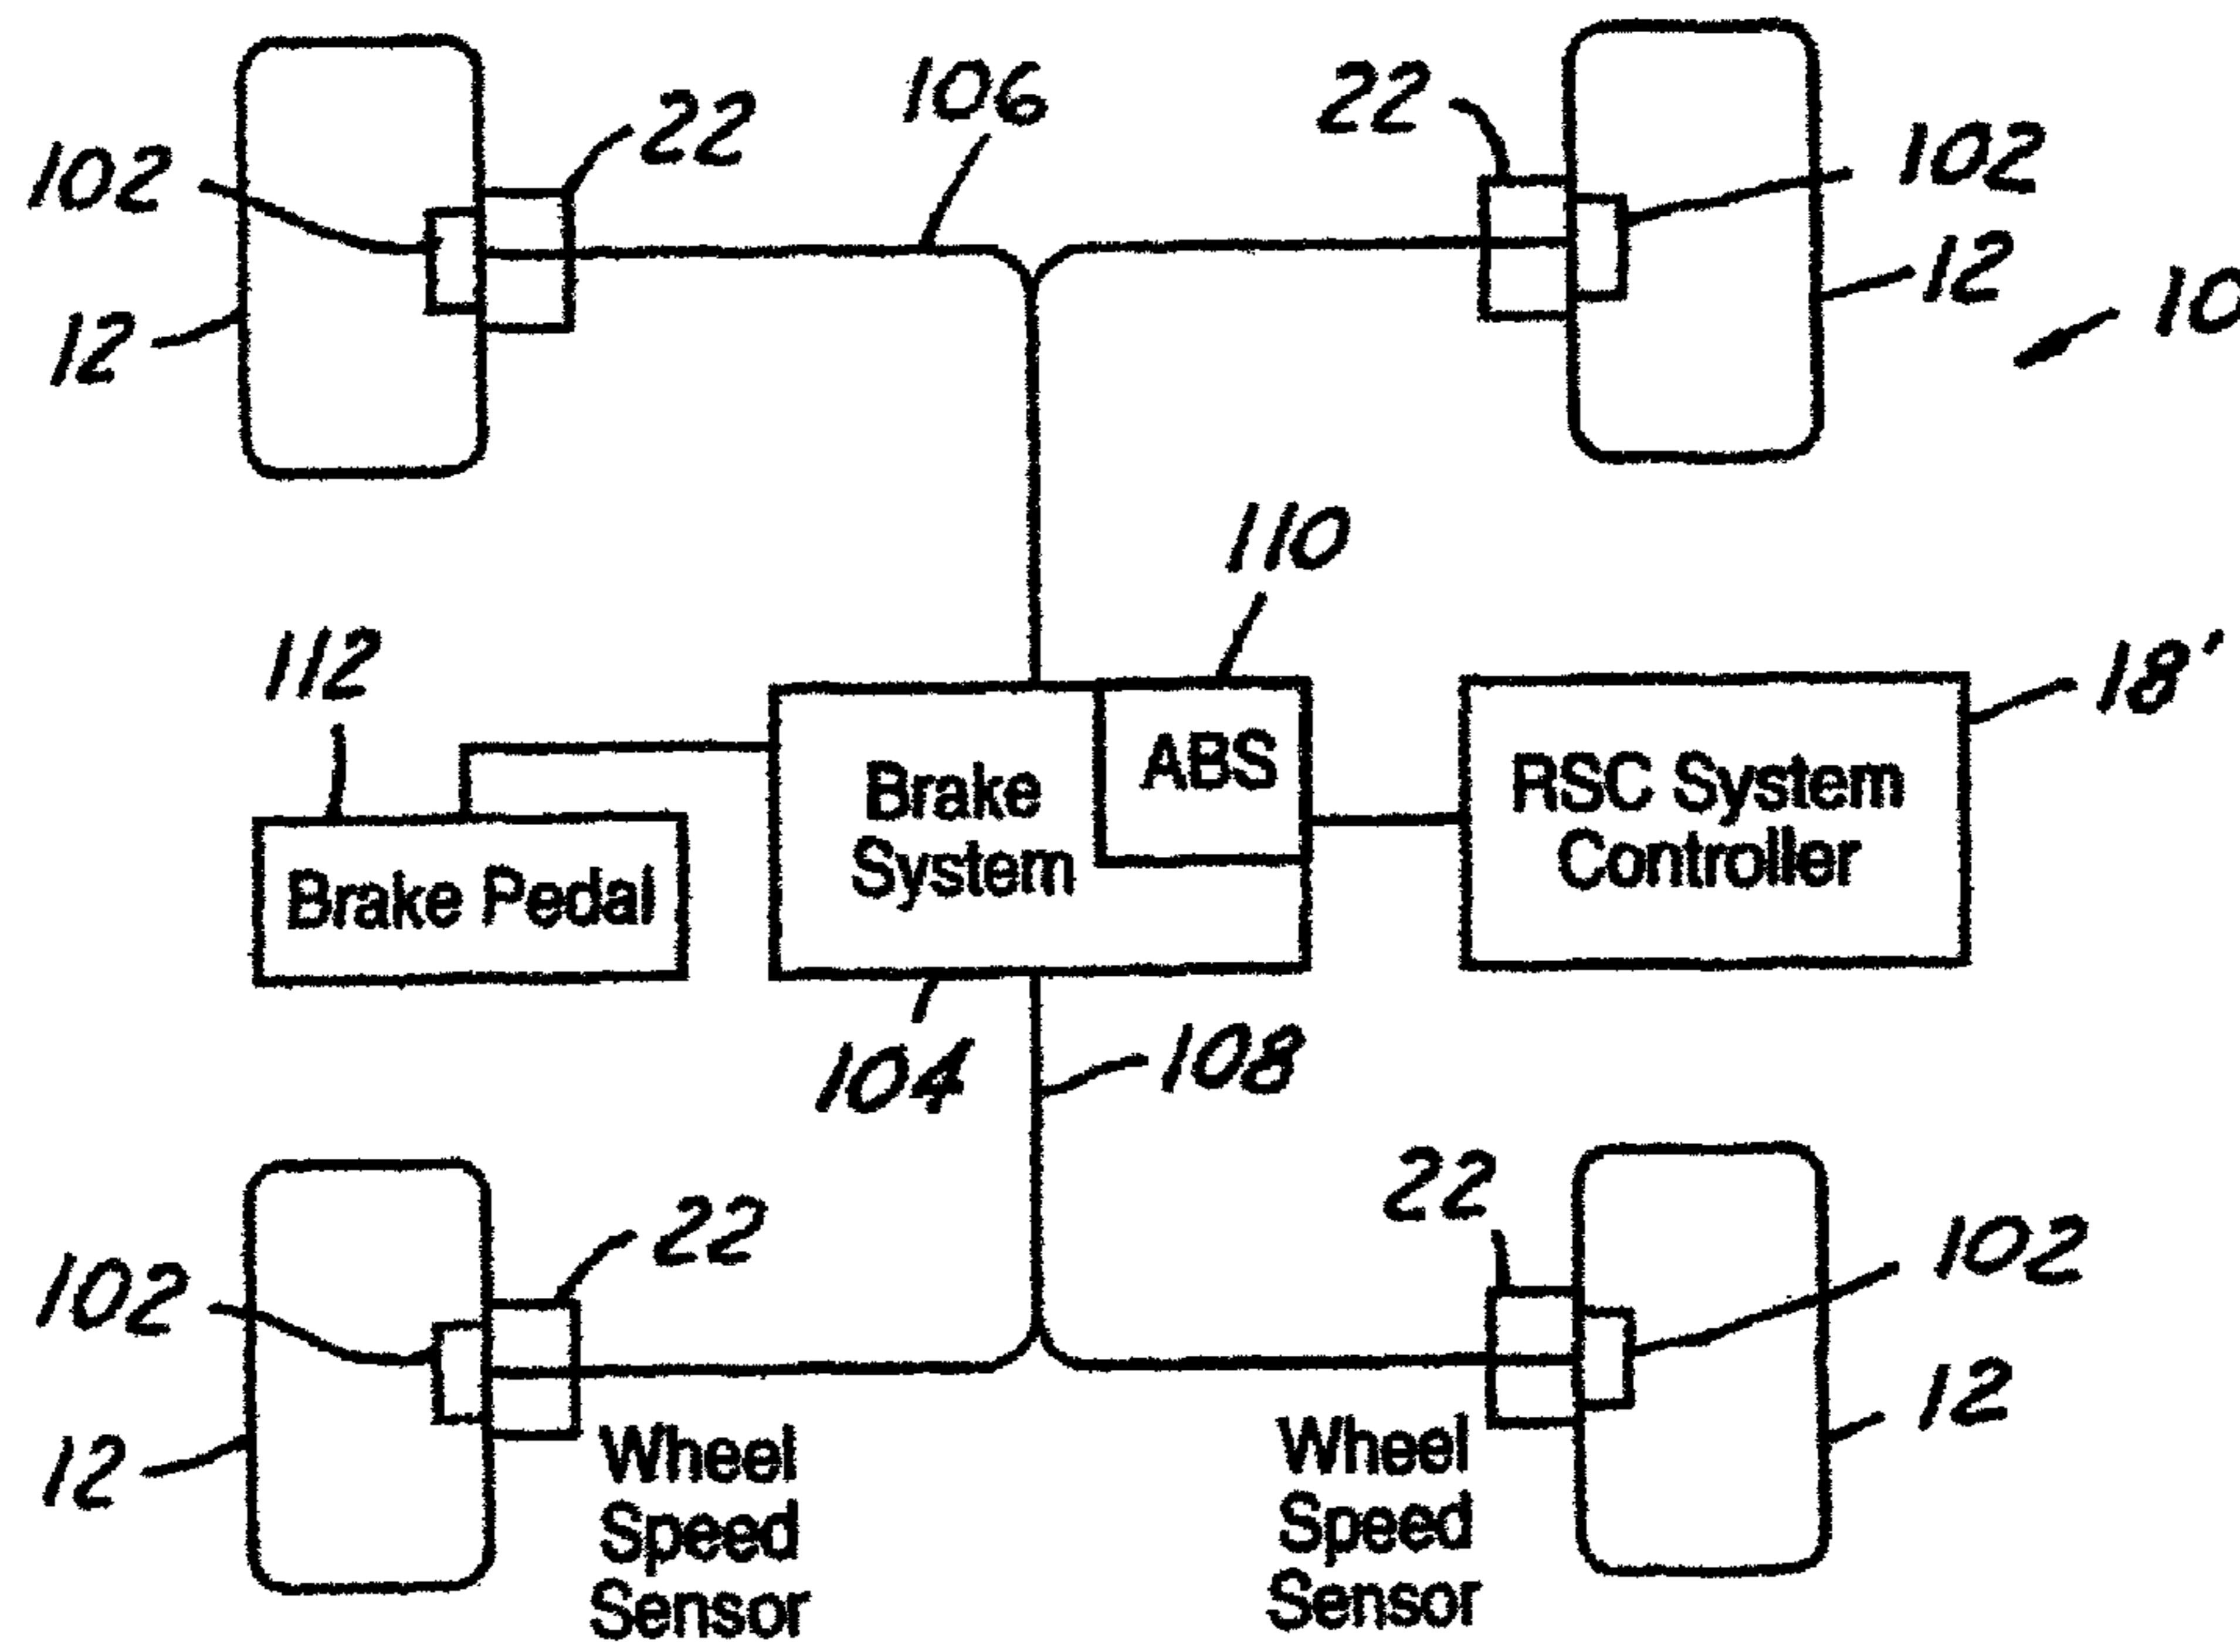 106
22
22
102
102
12
12
10
110
112
18'
ABS
Brake
System
RSC System
Controller
Brake Pedal
104
108
22
22
102
102
12
12
Wheel
Speed
Sensor
Wheel
Speed
Sensor